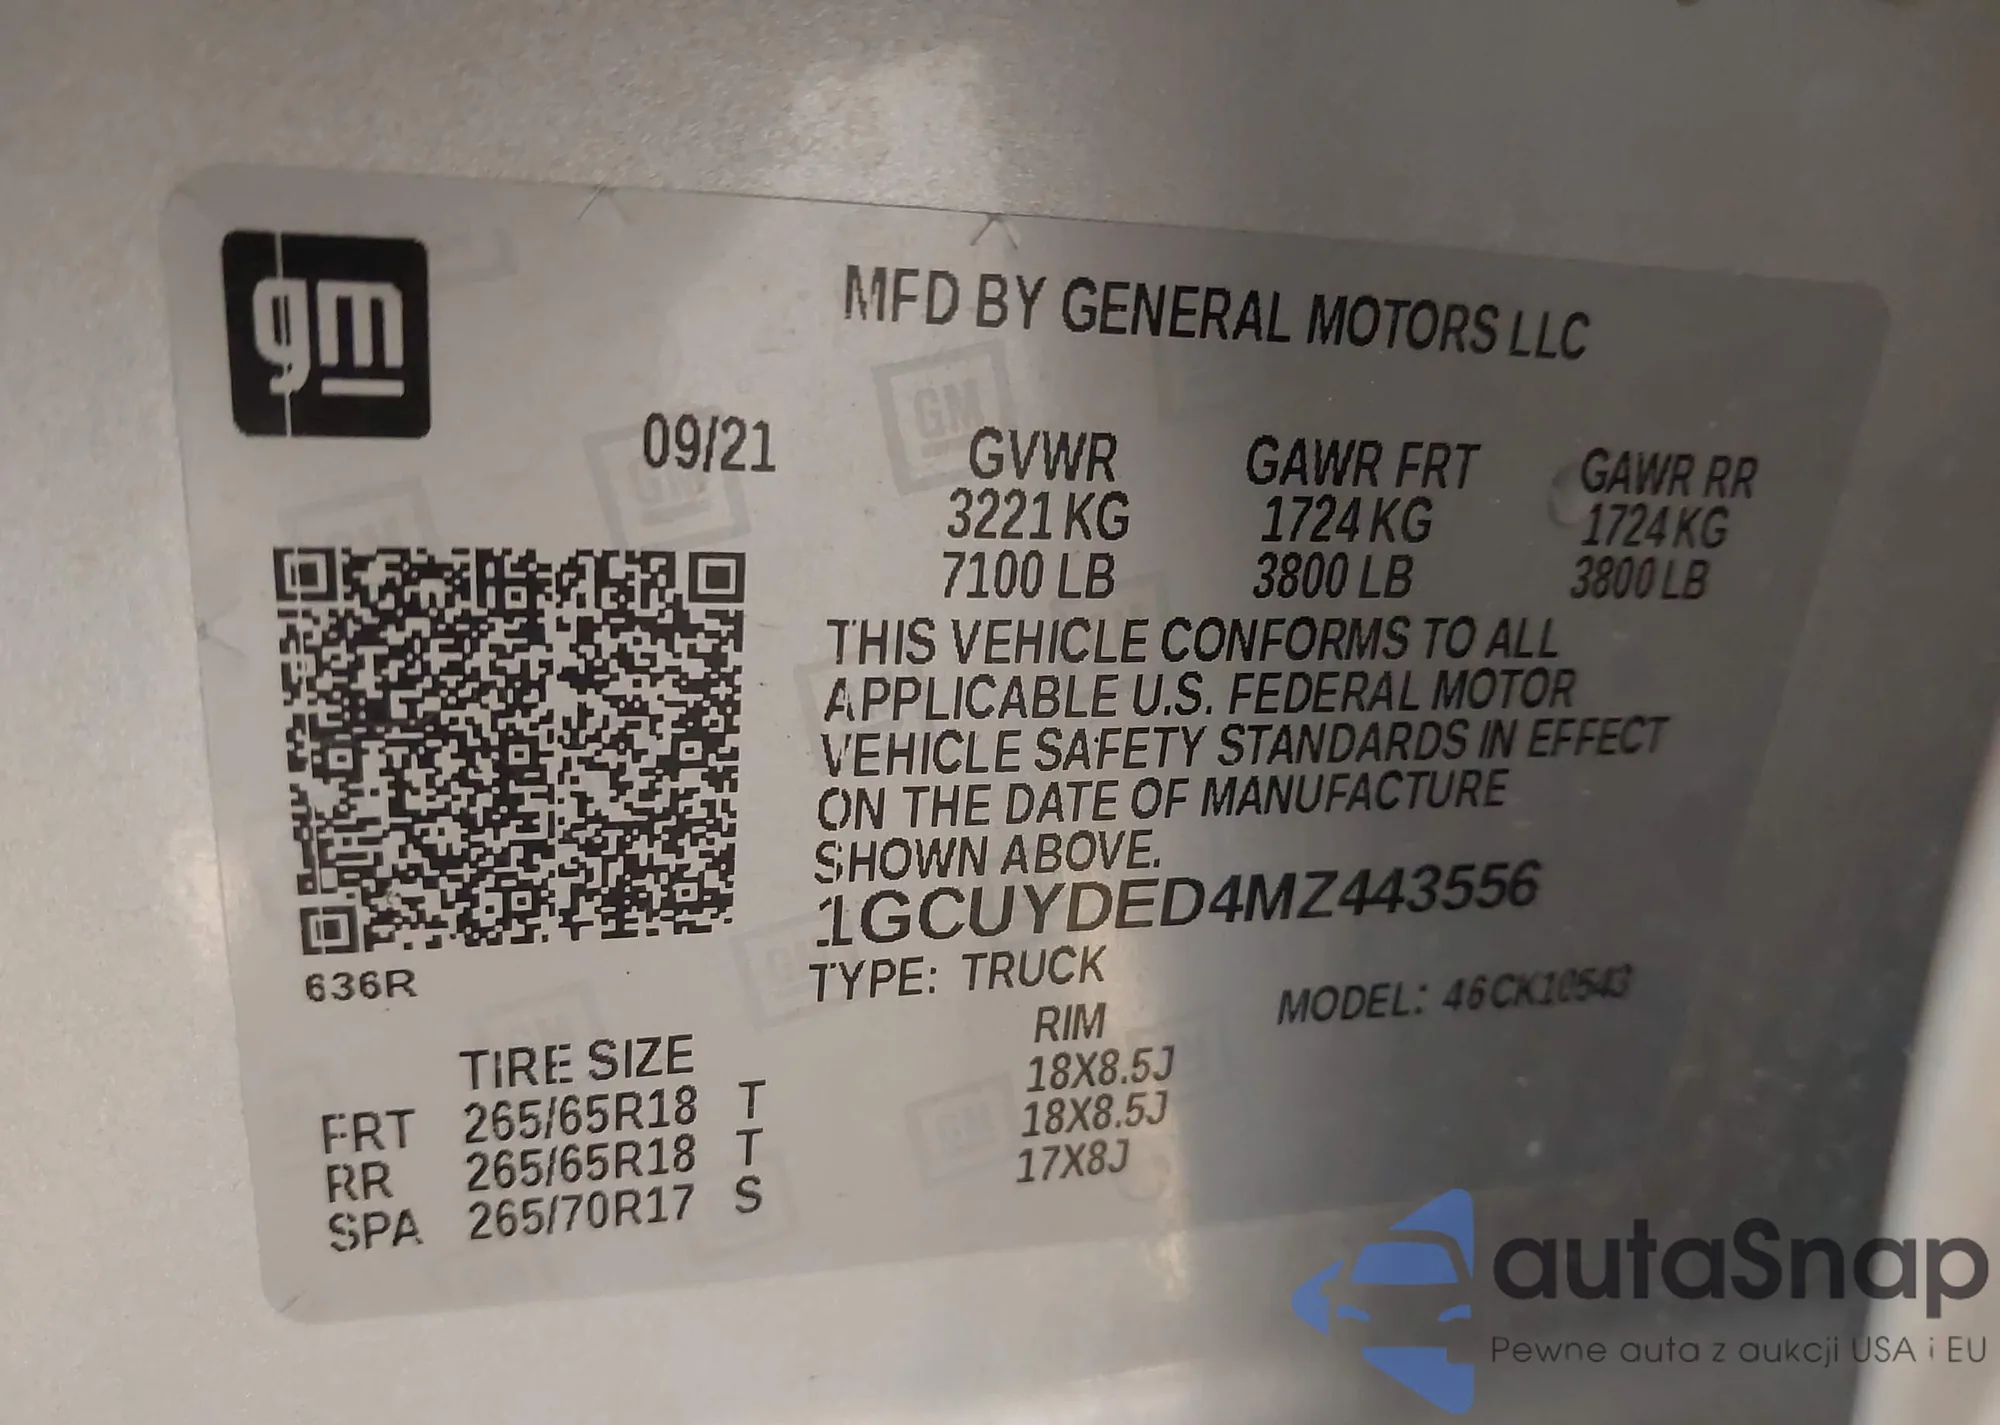 gm
MFD BY GENERAL MOTORS LLC
09/21
GVWR GAWR FRT GAWR RR
3221 KG 1724 KG 1724 KG
7100 LB 3800 LB 3800 LB
THIS VEHICLE CONFORMS TO ALL
APPLICABLE U.S. FEDERAL MOTOR
VEHICLE SAFETY STANDARDS IN EFFECT
ON THE DATE OF MANUFACTURE
SHOWN ABOVE.
1GCUYDED4MZ443556
636R
TYPE: TRUCK MODEL: 46CK10543
TIRE SIZE RIM
FRT 265/65R18 T 18X8.5J
RR 265/65R18 T 18X8.5J
SPA 265/70R17 S 17X8J
autaSnap
Pewne auta z aukcji USA i EU